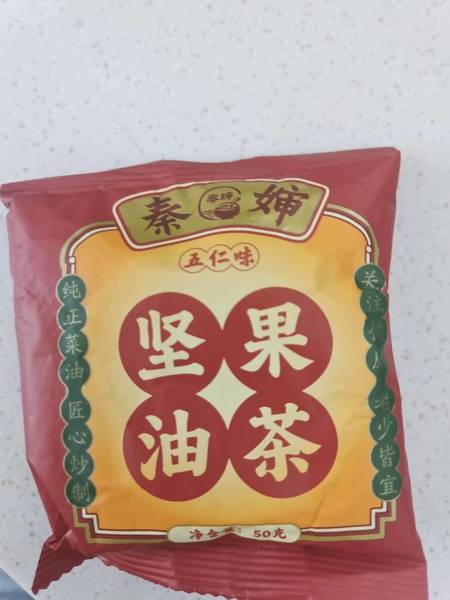 秦婶
秦婶
五仁味
坚果
油茶
纯正菜油 匠心炒制
关注 老少皆宜
净含量：50克